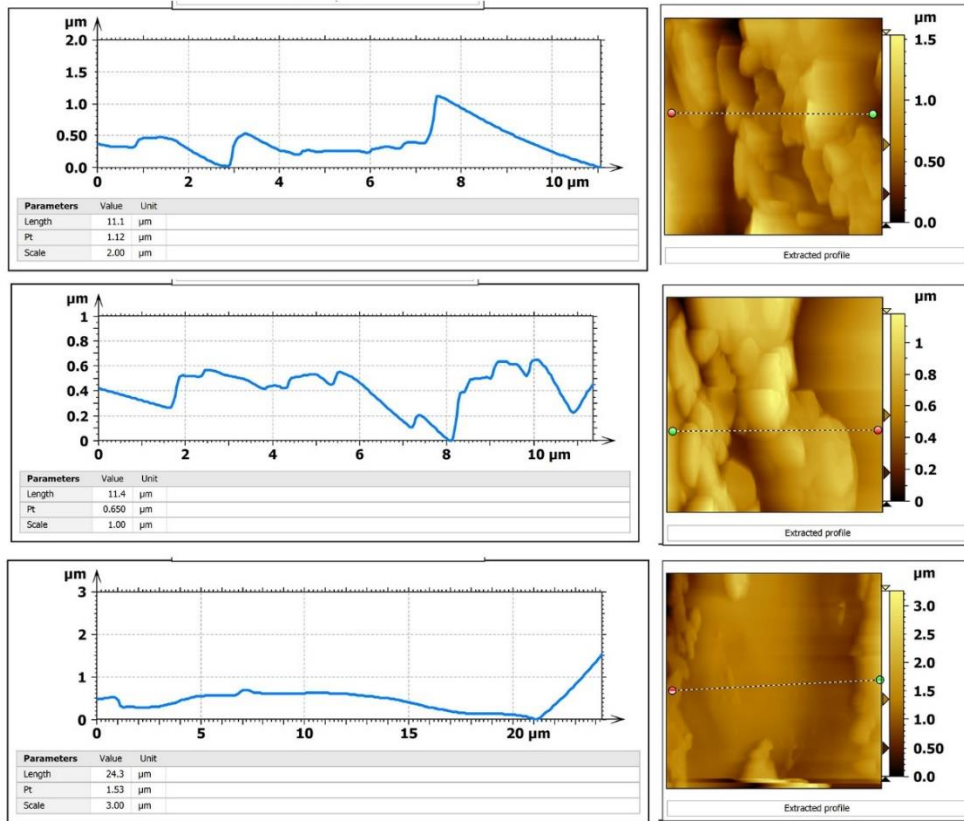 µm
2.0
1.5
1.0
0.50
0.0
0 2 4 6 8 10 µm
Parameters Value Unit
Length 11.1 µm
Pt 1.12 µm
Scale 2.00 µm
µm
1.5
1.0
0.50
0.0
Extracted profile
µm
1
0.8
0.6
0.4
0.2
0
0 2 4 6 8 10 µm
Parameters Value Unit
Length 11.4 µm
Pt 0.650 µm
Scale 1.00 µm
µm
1
0.8
0.6
0.4
0.2
0
Extracted profile
µm
3
2
1
0
0 5 10 15 20 µm
Parameters Value Unit
Length 24.3 µm
Pt 1.53 µm
Scale 3.00 µm
µm
3.0
2.5
2.0
1.5
1.0
0.50
0.0
Extracted profile